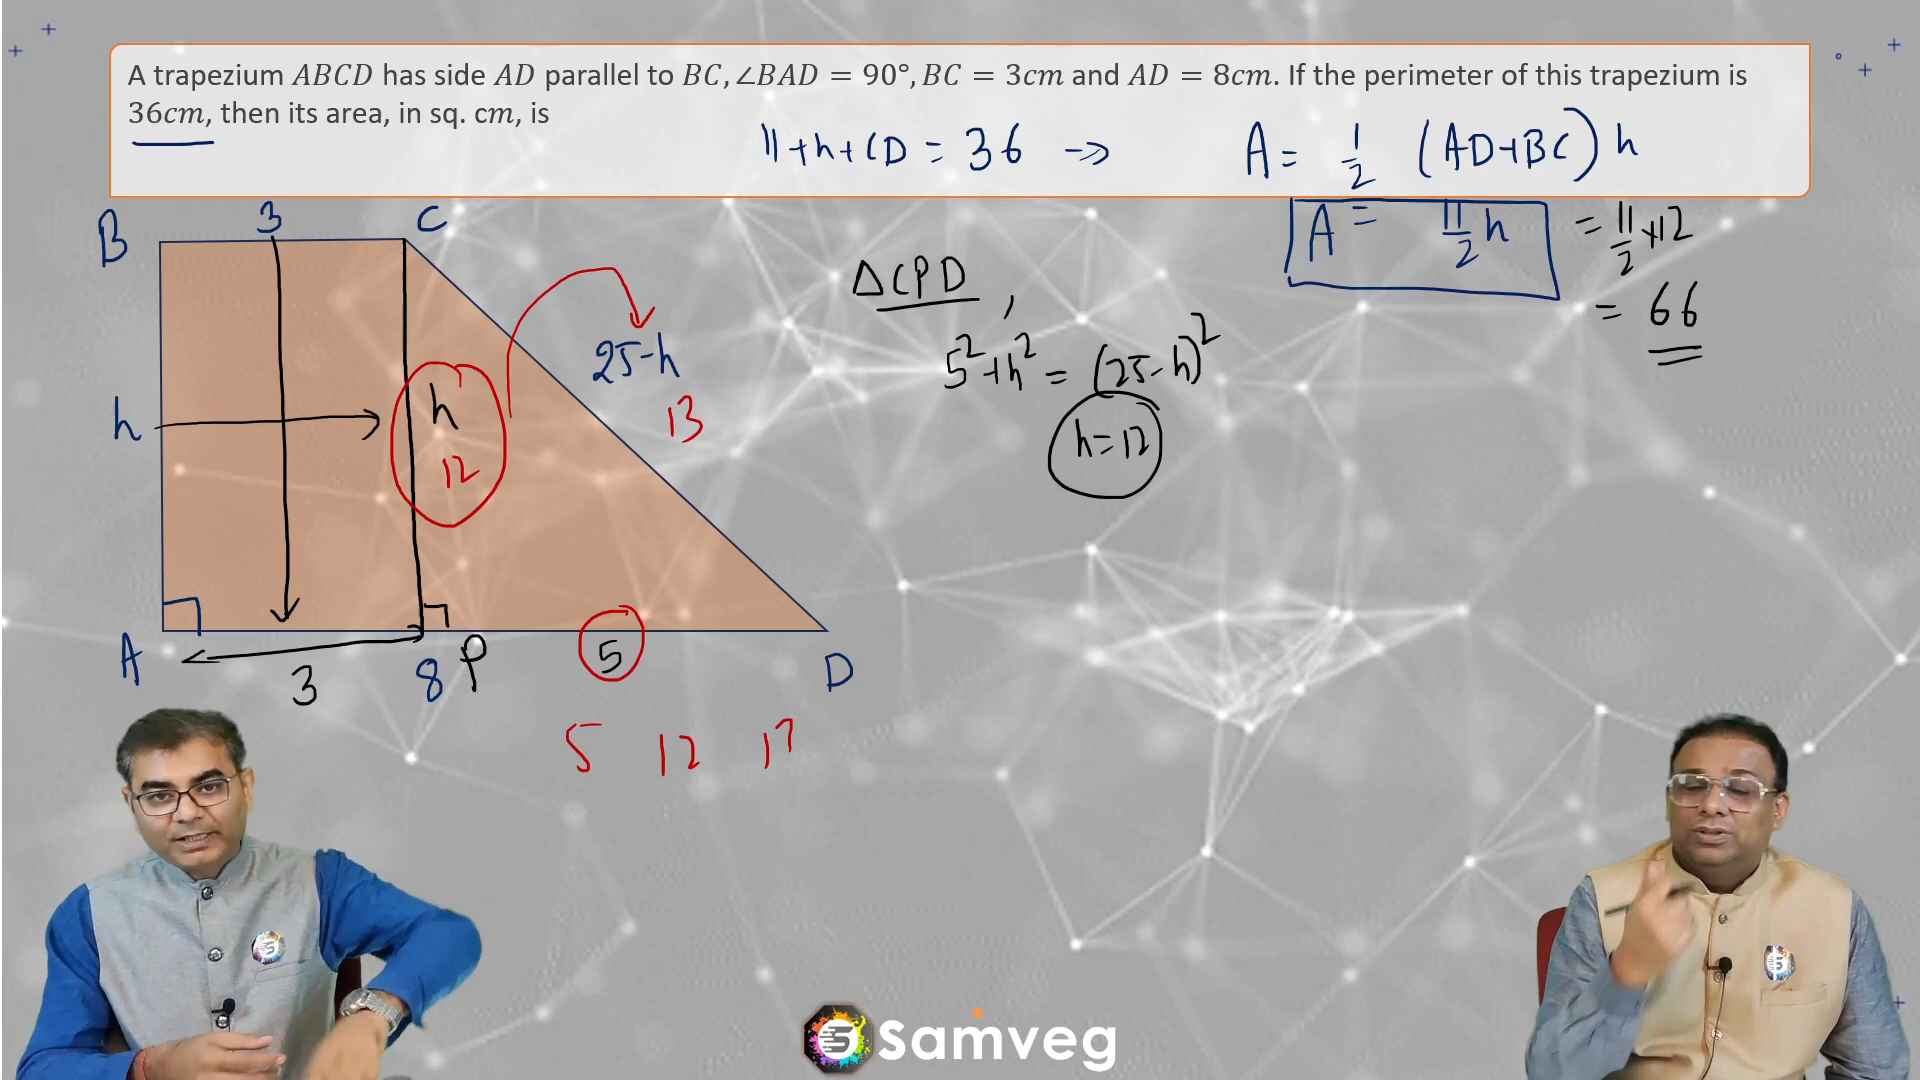 A trapezium ABCD has side AD parallel to BC, ∠BAD = 90°, BC = 3cm and AD = 8cm. If the perimeter of this trapezium is
36cm, then its area, in sq. cm, is
11+h+CD = 36 →
A = 1/2 (AD+BC) h
A = 11/2 h
= 11/2 × 12
= 66
B 3 C
ΔCPD,
5²+h² = (25-h)²
h=12
25-h
13
h
h
12
A 3 8 P 5 D
5 12 13
Samveg